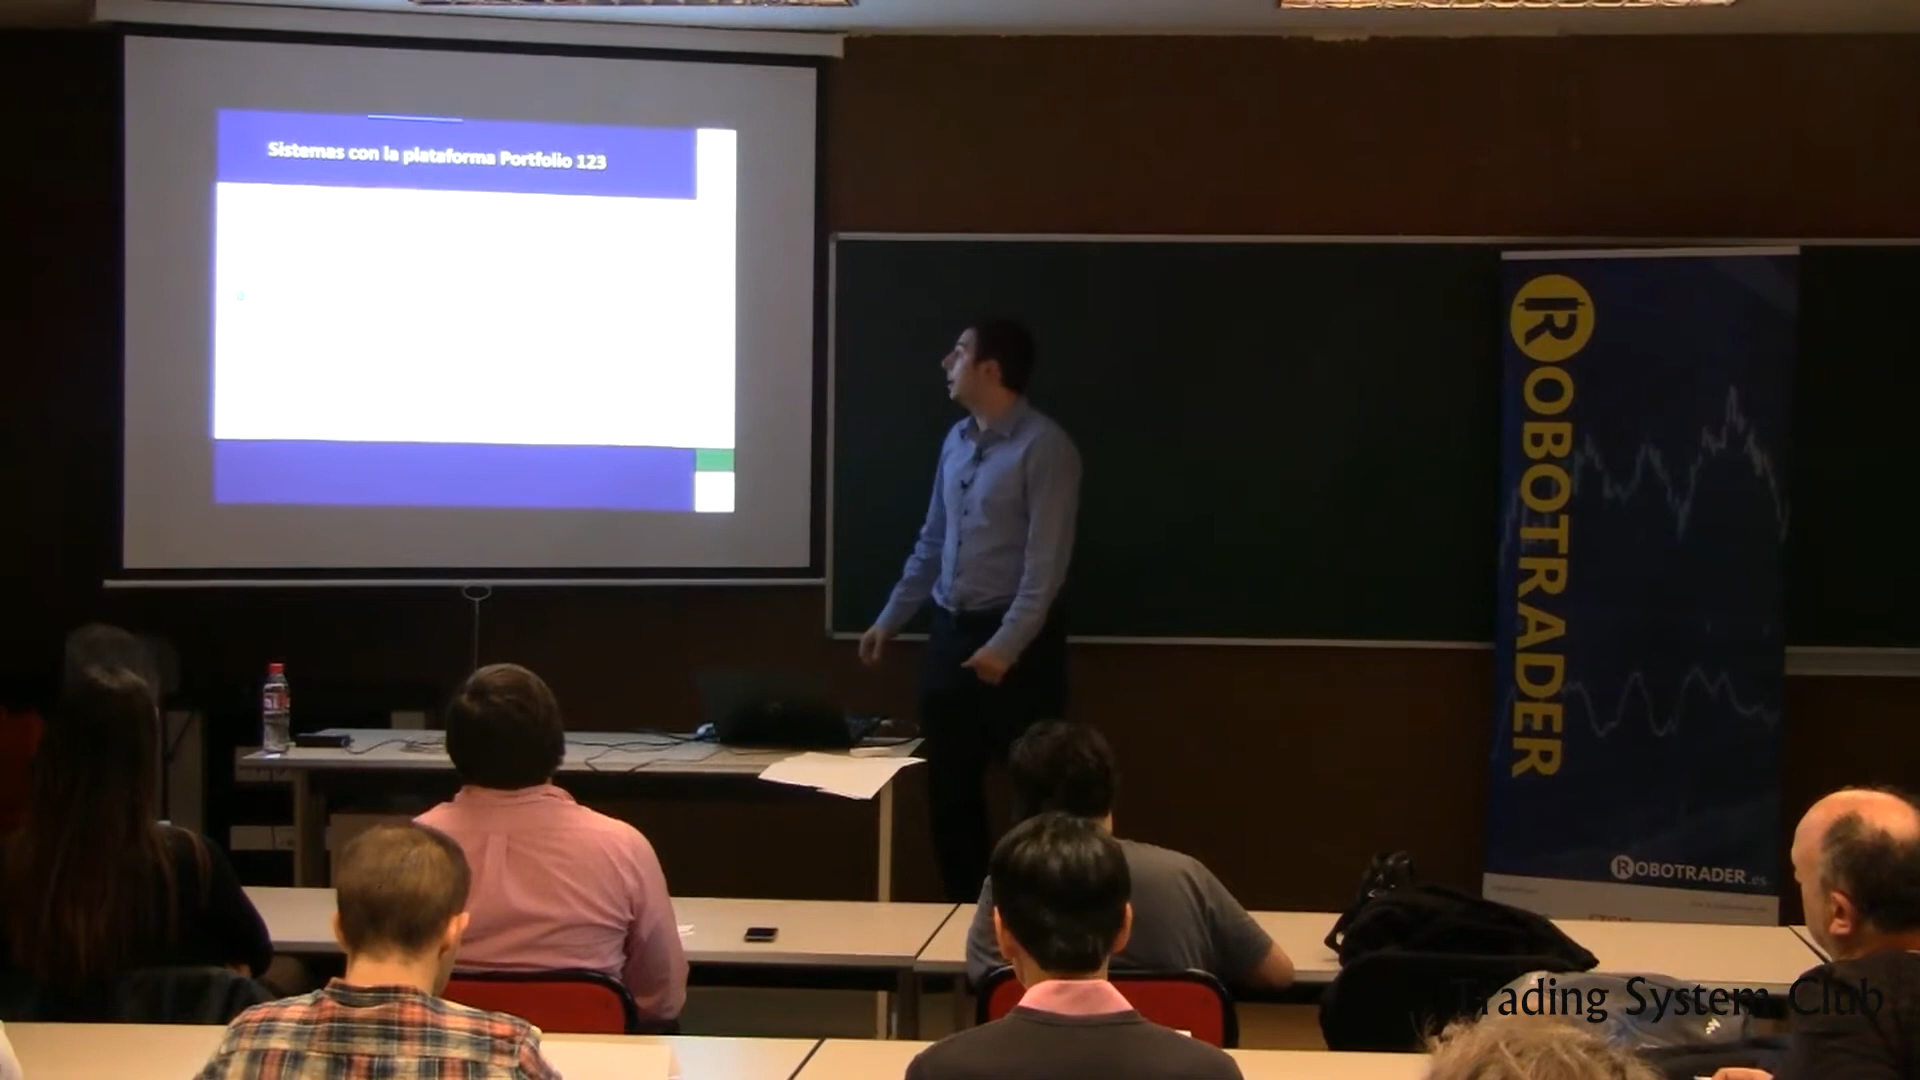 Sistemas con la plataforma Portfolio 123
ROBOTRADER
ROBOTRADER.es
Trading System Club